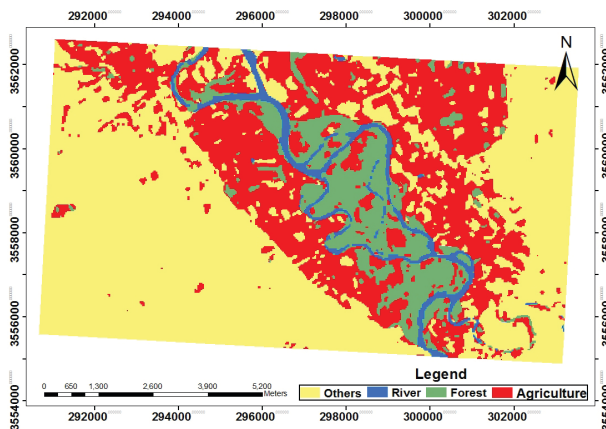 292000 294000 296000 298000 300000 302000
N
3562000 3562000
3560000 3560000
3558000 3558000
3556000 3556000
3554000
Legend
0 650 1,300 2,600 3,900 5,200
Meters
Others River Forest Agriculture
292000 294000 296000 298000 300000 302000